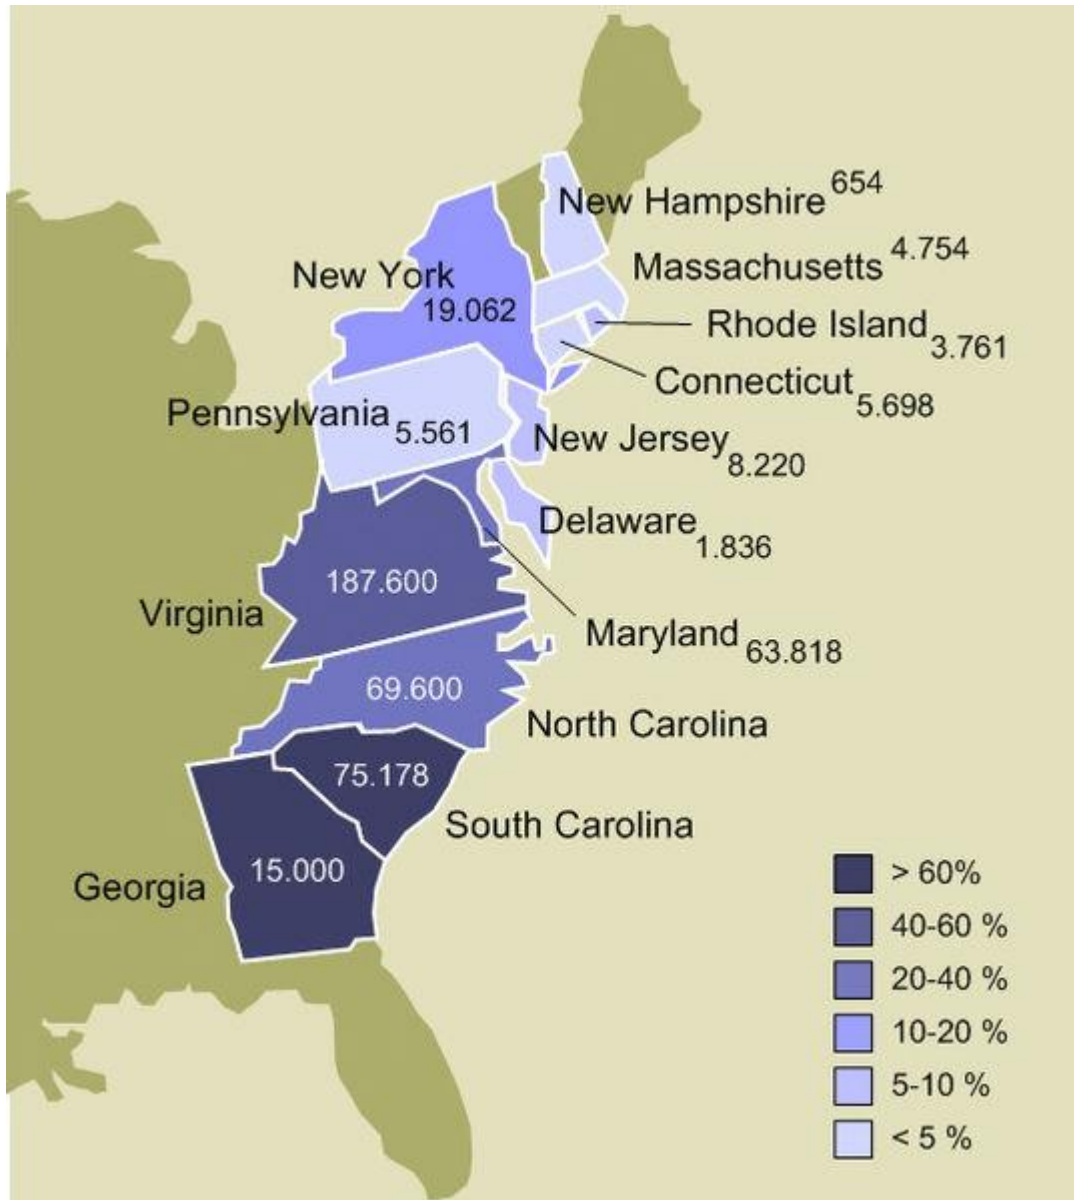 New Hampshire 654
Massachusetts 4.754
New York
19.062
Rhode Island 3.761
Connecticut 5.698
Pennsylvania 5.561
New Jersey 8.220
Delaware 1.836
187.600
Virginia
Maryland 63.818
69.600
North Carolina
75.178
South Carolina
15.000
Georgia
> 60%
40-60 %
20-40 %
10-20 %
5-10 %
< 5 %